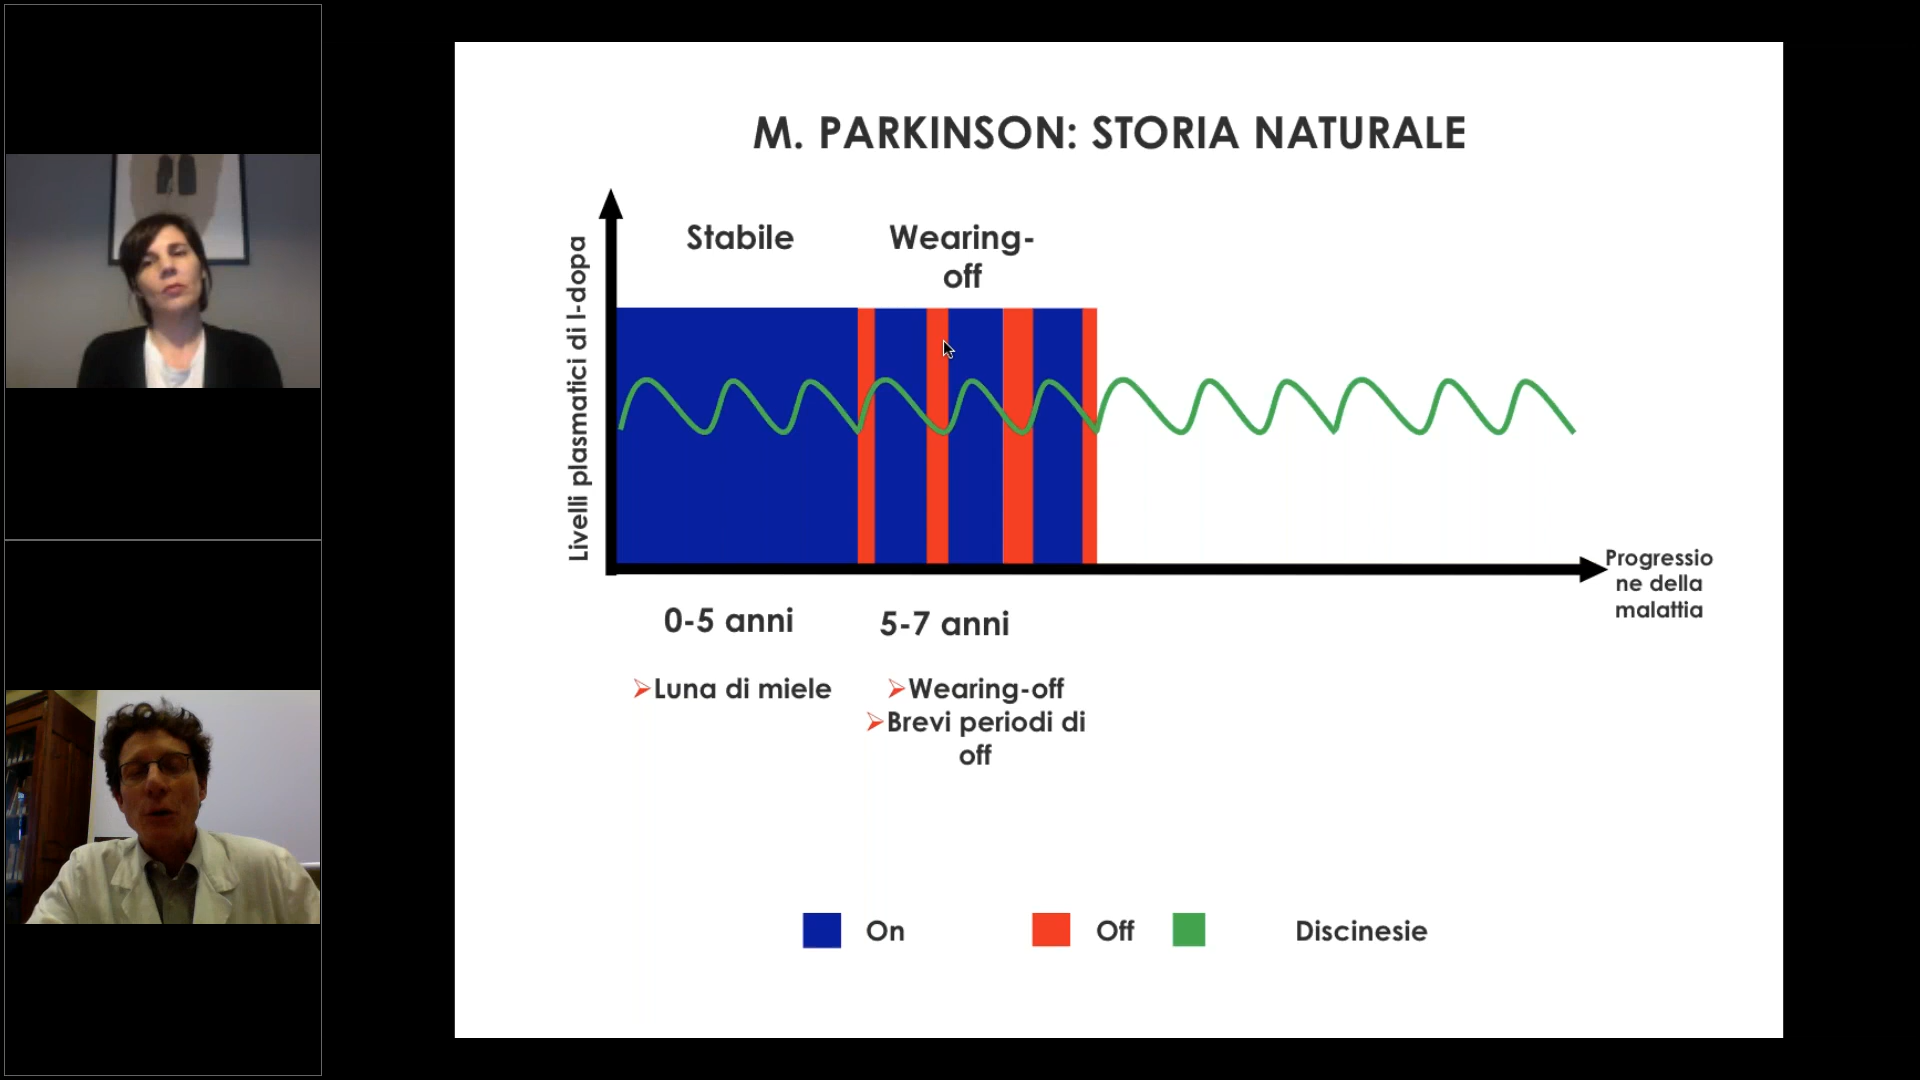 M. PARKINSON: STORIA NATURALE
Stabile
Wearing-
off
Livelli plasmatici di l-dopa
Progressio
ne della
malattia
0-5 anni
5-7 anni
Luna di miele
Wearing-off
Brevi periodi di
off
On
Off
Discinesie